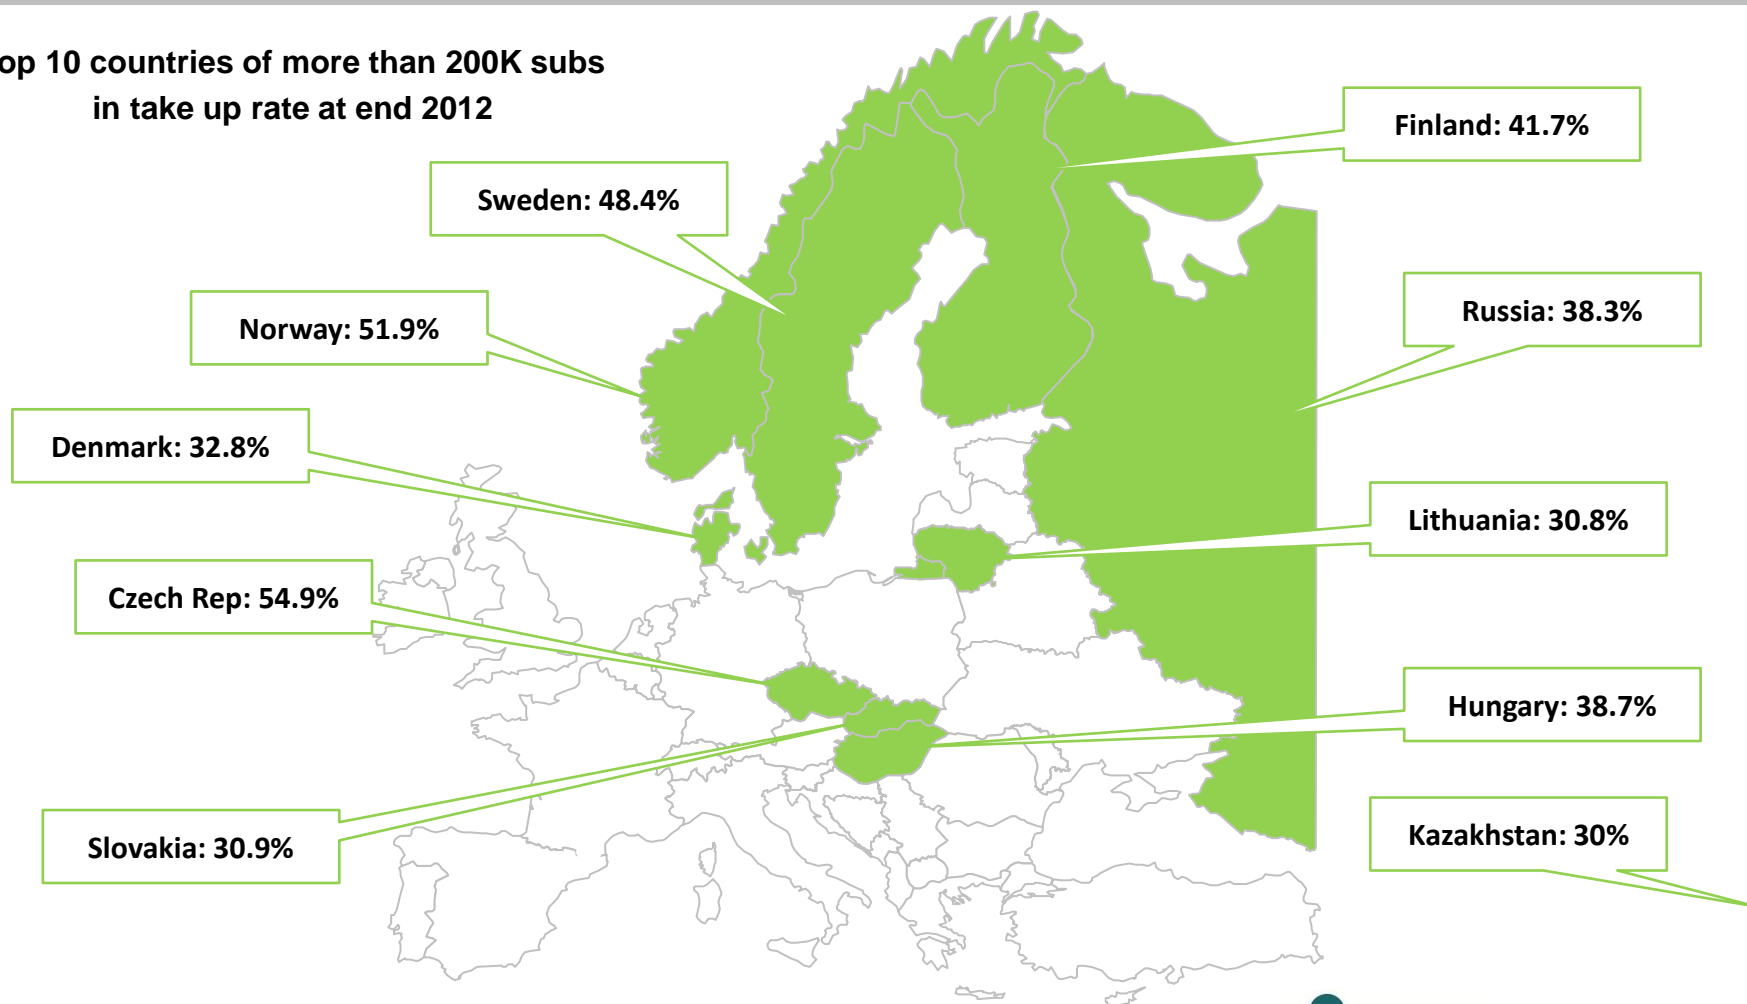 op 10 countries of more than 200K subs
in take up rate at end 2012
Finland: 41.7%
Sweden: 48.4%
Russia: 38.3%
Norway: 51.9%
Denmark: 32.8%
Lithuania: 30.8%
Czech Rep: 54.9%
Hungary: 38.7%
Slovakia: 30.9%
Kazakhstan: 30%